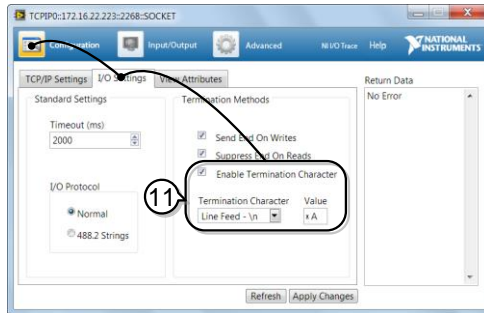 TCPIP0::172.16.22.223::2268::SOCKET
Configuration Input/Output Advanced NI I/O Trace Help NATIONAL INSTRUMENTS
TCP/IP Settings I/O Settings View Attributes
Return Data
Standard Settings
Termination Methods
No Error
Timeout (ms)
2000
Send End On Writes
Suppress End On Reads
Enable Termination Character
I/O Protocol
11
Termination Character Value
Normal
Line Feed - \n x A
488.2 Strings
Refresh Apply Changes